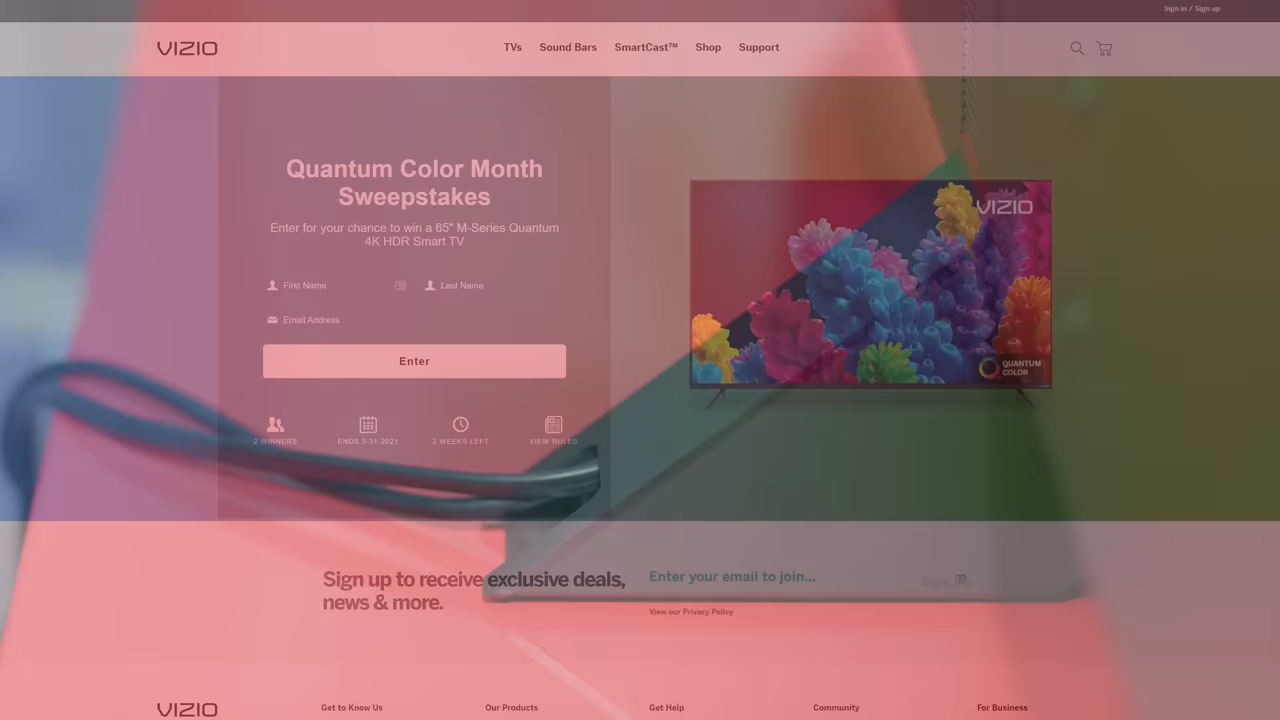 Sign in / Sign up
VIZIO
TVs Sound Bars SmartCast™ Shop Support
Quantum Color Month
Sweepstakes
Enter for your chance to win a 65" M-Series Quantum
4K HDR Smart TV
First Name Last Name
Email Address
Enter
2 WINNERS ENDS 3-31-2021 2 WEEKS LEFT VIEW RULES
VIZIO
QUANTUM
COLOR
Sign up to receive exclusive deals,
news & more.
Enter your email to join...
View our Privacy Policy
VIZIO
Get to Know Us Our Products Get Help Community For Business